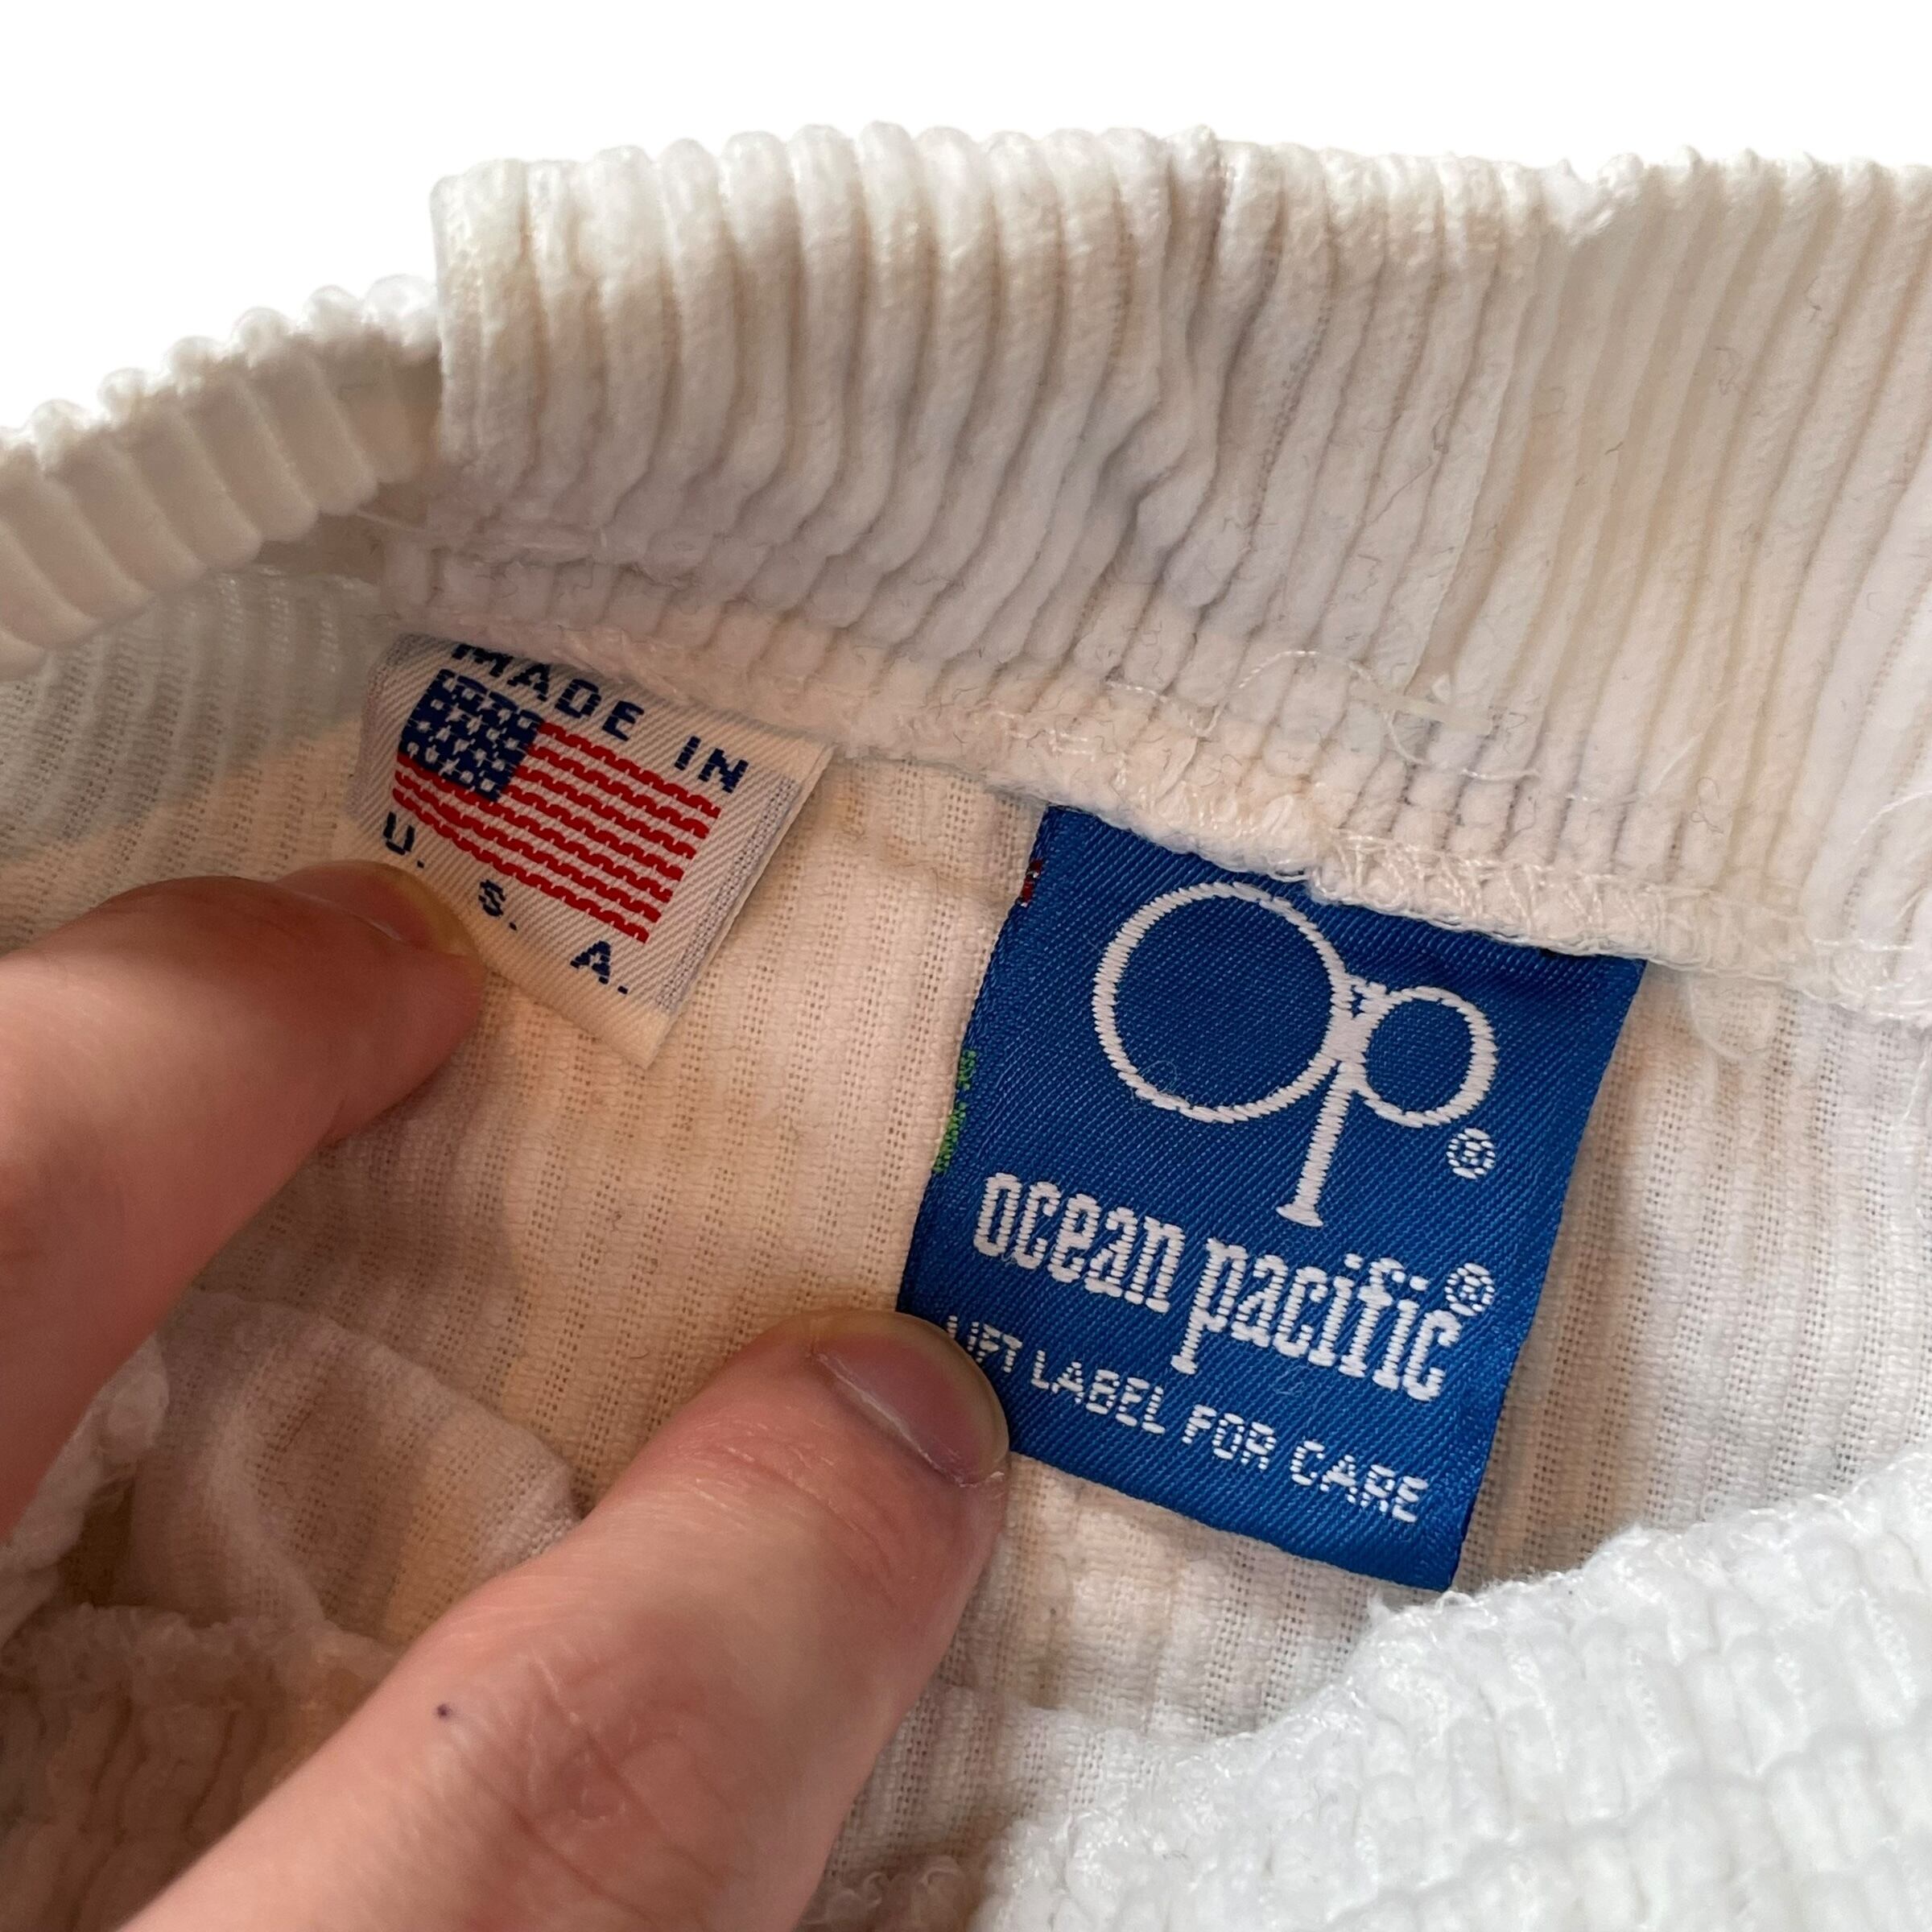 MADE IN
U. S. A.
Op®
ocean pacific®
LIFT LABEL FOR CARE